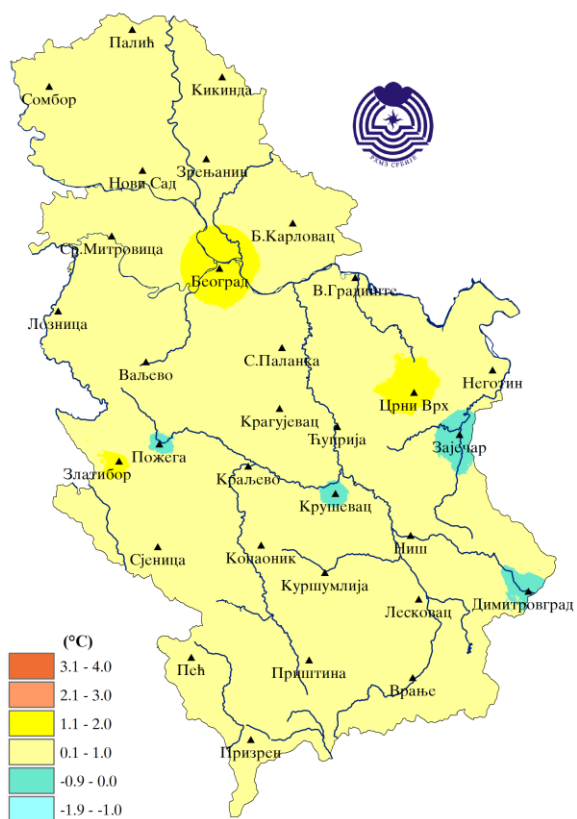 Палић
Сомбор
Кикинда
Зрењанин
Нови Сад
РХМЗ СРБИЈЕ
Б.Карловац
Ср.Митровица
Београд
В.Градиште
Лозница
С.Паланка
Ваљево
Неготин
Црни Врх
Крагујевац
Ћуприја
Зајечар
Пожега
Златибор
Краљево
Крушевац
Ниш
Сјеница
Копаоник
Куршумлија
Лесковац
Димитровград
Пећ
Приштина
Врање
Призрен
(°C)
3.1 - 4.0
2.1 - 3.0
1.1 - 2.0
0.1 - 1.0
-0.9 - 0.0
-1.9 - -1.0